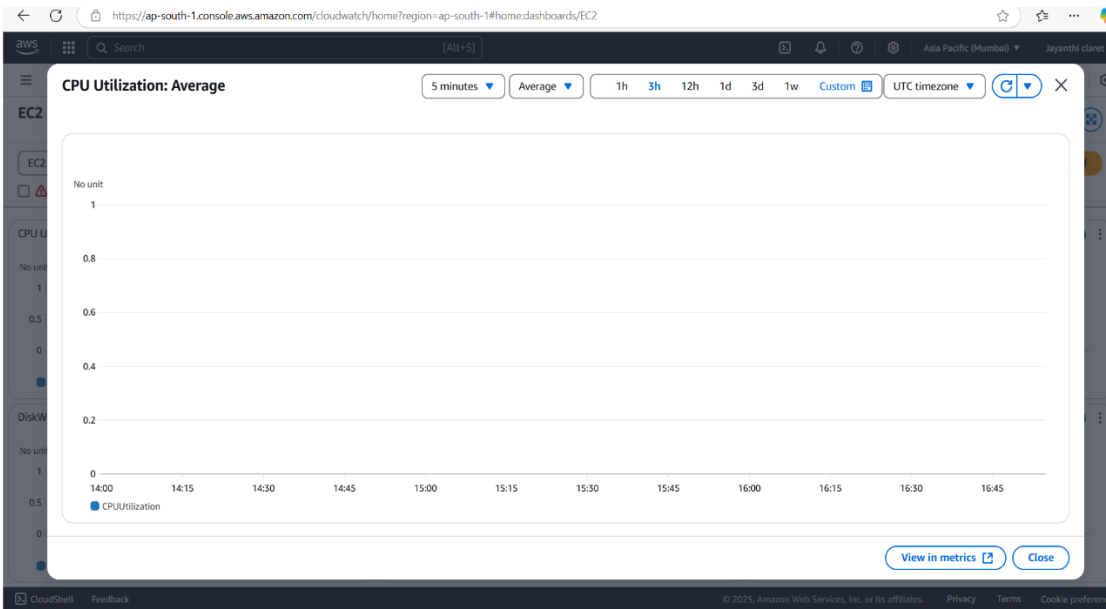 https://ap-south-1.console.aws.amazon.com/cloudwatch/home?region=ap-south-1#home:dashboards/EC2
aws Search [Alt+S] Asia Pacific (Mumbai) Jayanthi claret
CPU Utilization: Average 5 minutes Average 1h 3h 12h 1d 3d 1w Custom UTC timezone
EC2
EC2
CPU U
No unit
1
0.5
0
DiskW
No unit
1
0.5
0
No unit
1
0.8
0.6
0.4
0.2
0
14:00 14:15 14:30 14:45 15:00 15:15 15:30 15:45 16:00 16:15 16:30 16:45
CPUUtilization
View in metrics Close
CloudShell Feedback © 2025, Amazon Web Services, Inc. or its affiliates. Privacy Terms Cookie preferen